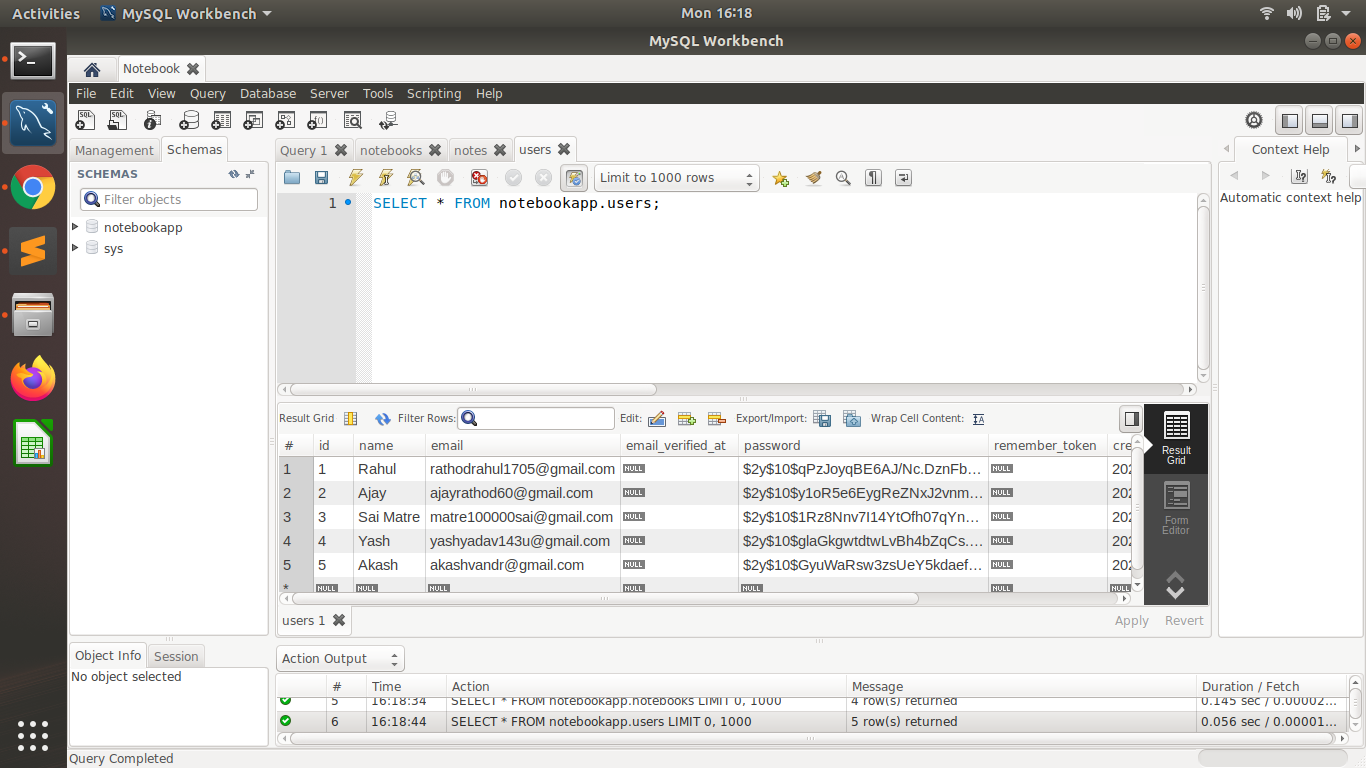 Activities MySQL Workbench Mon 16:18
MySQL Workbench
Notebook
File Edit View Query Database Server Tools Scripting Help
Management Schemas
Query 1 notebooks notes users
Context Help
SCHEMAS
Limit to 1000 rows
Filter objects
Automatic context help
1 SELECT * FROM notebookapp.users;
notebookapp
sys
Result Grid Filter Rows: Edit: Export/Import: Wrap Cell Content:
# id name email email_verified_at password remember_token cre
1 1 Rahul rathodrahul1705@gmail.com NULL $2y$10$qPzJoyqBE6AJ/Nc.DznFb... NULL 202
2 2 Ajay ajayrathod60@gmail.com NULL $2y$10$y1oR5e6EygReZNxJ2vnm... NULL 202
3 3 Sai Matre matre100000sai@gmail.com NULL $2y$10$1Rz8Nnv7I14YtOfh07qYn... NULL 202
4 4 Yash yashyadav143u@gmail.com NULL $2y$10$glaGkgwtdtwLvBh4bZqCs.... NULL 202
5 5 Akash akashvandr@gmail.com NULL $2y$10$GyuWaRsw3zsUeY5kdaef... NULL 202
* NULL NULL NULL NULL NULL NULL NULL
Result
Grid
Form
Editor
users 1 Apply Revert
Object Info Session
No object selected
Action Output
# Time Action Message Duration / Fetch
5 16:18:34 SELECT * FROM notebookapp.notebooks LIMIT 0, 1000 4 row(s) returned 0.145 sec / 0.00002...
6 16:18:44 SELECT * FROM notebookapp.users LIMIT 0, 1000 5 row(s) returned 0.056 sec / 0.00001...
Query Completed